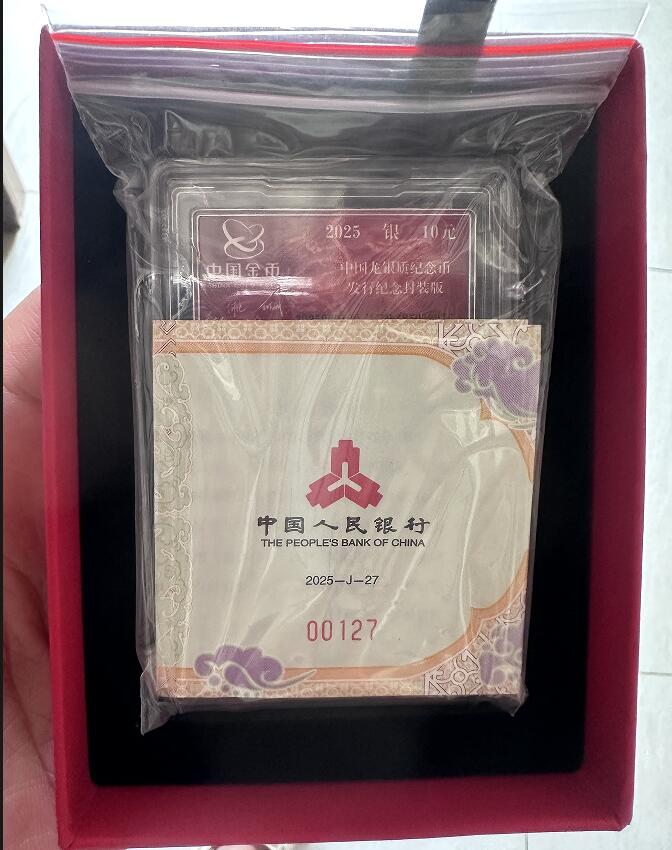 2025 银 10元
中国金币
中国龙银质纪念币
发行纪念封装版
中国人民银行
THE PEOPLE'S BANK OF CHINA
2025—J—27
00127